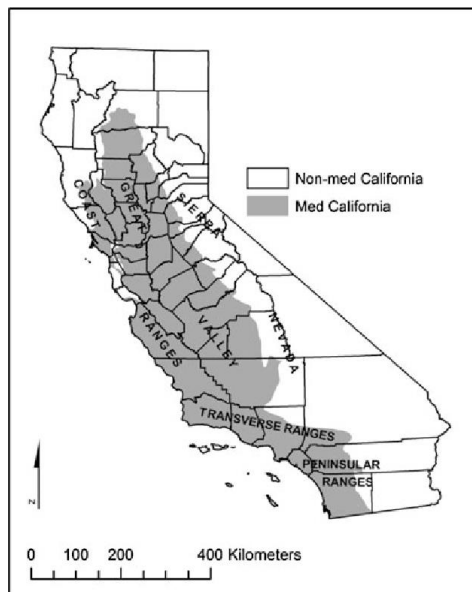 Non-med California
Med California
COAST
RANGES
GREAT
VALLEY
SIERRA
NEVADA
TRANSVERSE RANGES
PENINSULAR
RANGES
N
0 100 200 400 Kilometers